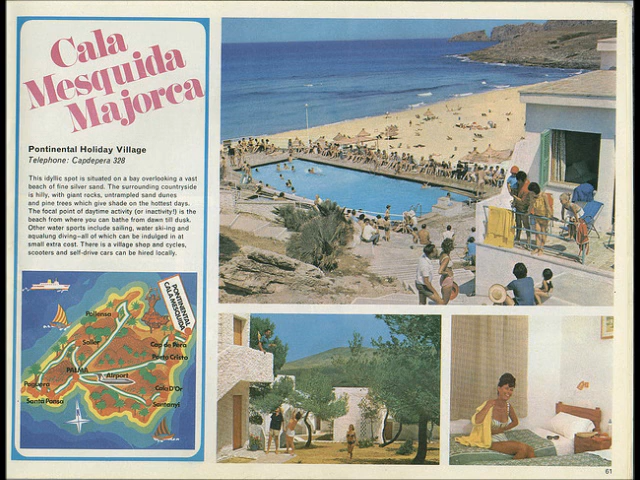 Cala
Mesquida
Majorca
Pontinental Holiday Village
Telephone: Capdepera 328
This idyllic spot is situated on a bay overlooking a vast
beach of fine silver sand. The surrounding countryside
is hilly, with giant rocks, untrampled sand dunes
and pine trees which give shade on the hottest days.
The focal point of daytime activity (or inactivity!) is the
beach from where you can bathe from dawn till dusk.
Other water sports include sailing, water ski-ing and
aqualung diving–all of which can be indulged in at
small extra cost. There is a village shop and cycles,
scooters and self-drive cars can be hired locally.
PONTINENTAL
CALA MESQUIDA
Pollensa
Soller
Cap de Pera
Porto Cristo
PALMA
Airport
Paguera
Cala D'Or
Santa Ponsa
Santanyi
61